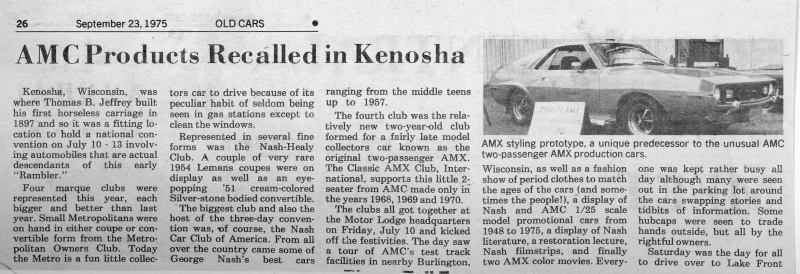 26 September 23, 1975 OLD CARS
AMC Products Recalled in Kenosha
Kenosha, Wisconsin, was
where Thomas B. Jeffrey built
his first horseless carriage in
1897 and so it was a fitting lo-
cation to hold a national con-
vention on July 10 - 13 involving
automobiles that are actual
descendants of this early
"Rambler."
Four marque clubs were
represented this year, each
bigger and better than last
year. Small Metropolitans were
on hand in either coupe or con-
vertible form from the Metro-
politan Owners Club. Today
the Metro is a fun little collec-
tors car to drive because of its
peculiar habit of seldom being
seen in gas stations except to
clean the windows.
Represented in several fine
forms was the Nash-Healy
Club. A couple of very rare
1954 Lemans coupes were on
display as well as an eye-
popping '51 cream-colored
Silver-stone bodied convertible.
The biggest club and also the
host of the three-day conven-
tion was, of course, the Nash
Car Club of America. From all
over the country came some of
George Nash's best cars
ranging from the middle teens
up to 1957.
The fourth club was the rela-
tively new two-year-old club
formed for a fairly late model
collectors car known as the
original two-passenger AMX.
The Classic AMX Club, Inter-
national, supports this little 2-
seater from AMC made only in
the years 1968, 1969 and 1970.
The clubs all got together at
the Motor Lodge headquarters
on Friday, July 10 and kicked
off the festivities. The day saw
a tour of AMC's test track
facilities in nearby Burlington,
AMX styling prototype, a unique predecessor to the unusual AMC
two-passenger AMX production cars.
Wisconsin, as well as a fashion
show of period clothes to match
the ages of the cars (and some-
times the people!), a display of
Nash and AMC 1/25 scale
model promotional cars from
1948 to 1975, a display of Nash
literature, a restoration lecture,
Nash filmstrips, and finally
two AMX color movies. Every-
one was kept rather busy all
day although many were seen
out in the parking lot around
the cars swapping stories and
tidbits of information. Some
hubcaps were seen to trade
hands outside, but all by the
rightful owners.
Saturday was the day for all
to drive over to Lake Front